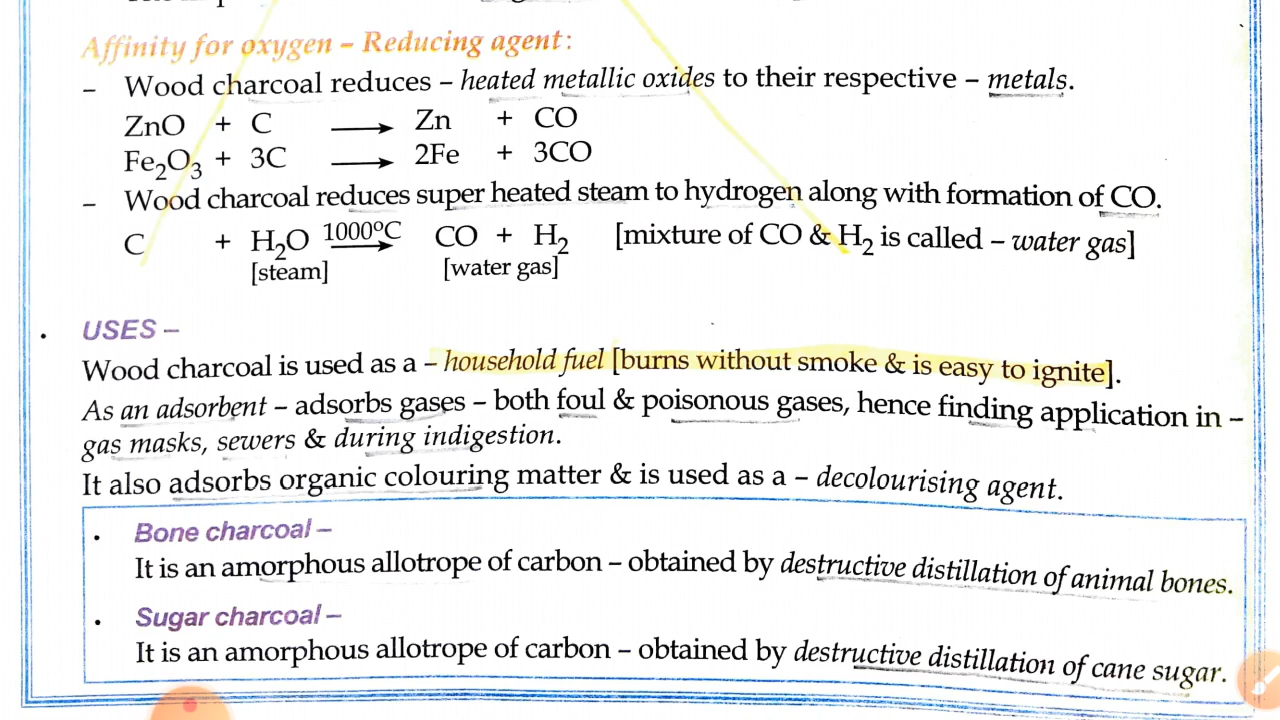 Affinity for oxygen – Reducing agent:
– Wood charcoal reduces – heated metallic oxides to their respective – metals.
ZnO + C ⟶ Zn + CO
Fe₂O₃ + 3C ⟶ 2Fe + 3CO
– Wood charcoal reduces super heated steam to hydrogen along with formation of CO.
C + H₂O 1000°C⟶ CO + H₂ [mixture of CO & H₂ is called – water gas]
[steam] [water gas]
• USES –
Wood charcoal is used as a – household fuel [burns without smoke & is easy to ignite].
As an adsorbent – adsorbs gases – both foul & poisonous gases, hence finding application in –
gas masks, sewers & during indigestion.
It also adsorbs organic colouring matter & is used as a – decolourising agent.
• Bone charcoal –
It is an amorphous allotrope of carbon – obtained by destructive distillation of animal bones.
• Sugar charcoal –
It is an amorphous allotrope of carbon – obtained by destructive distillation of cane sugar.